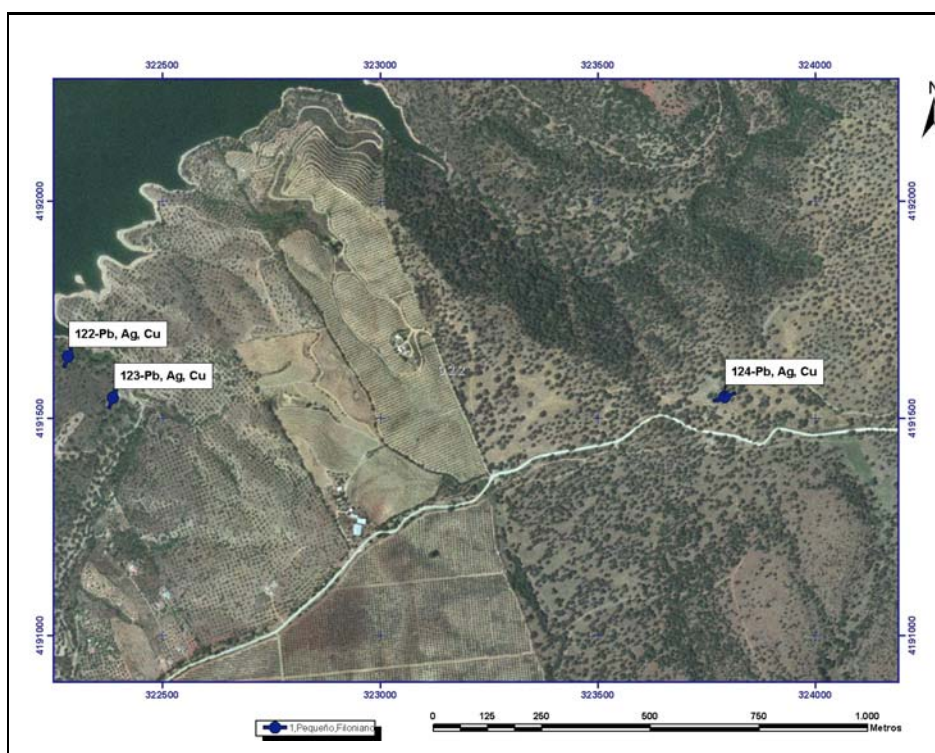 322500 323000 323500 324000
N
4192000 4192000
122-Pb, Ag, Cu
123-Pb, Ag, Cu
124-Pb, Ag, Cu
4191500 4191500
4191000 4191000
322500 323000 323500 324000
1,Pequeño,Filoniano
0 125 250 500 750 1.000
Metros